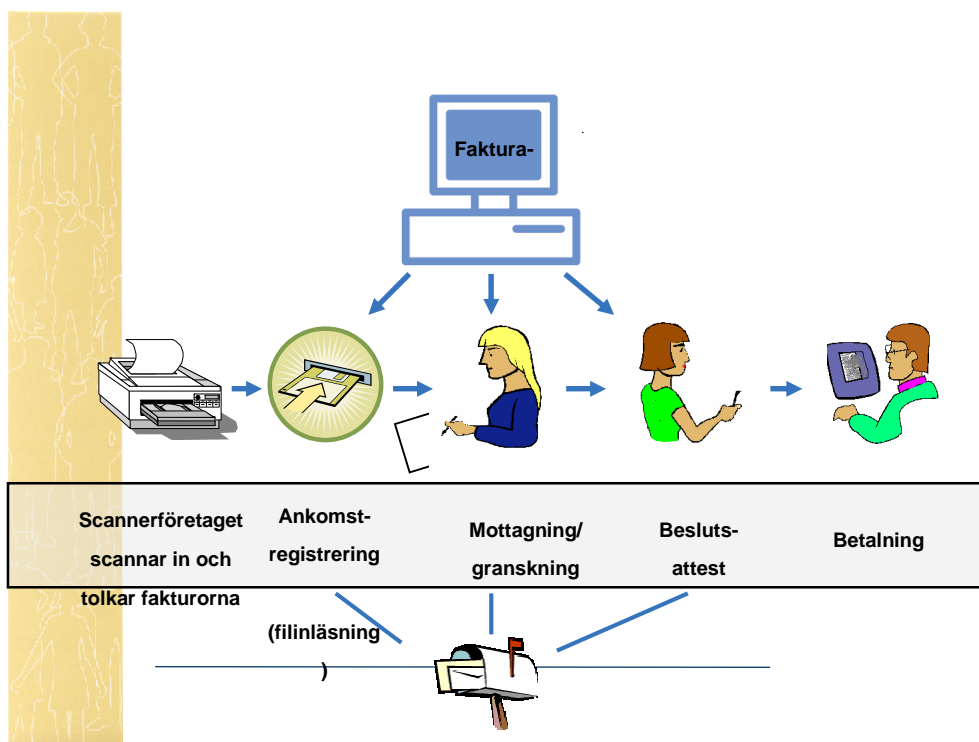 Faktura-
Scannerföretaget
scannar in och
tolkar fakturorna
Ankomst-
registrering
(filinläsning
)
Mottagning/
granskning
Besluts-
attest
Betalning